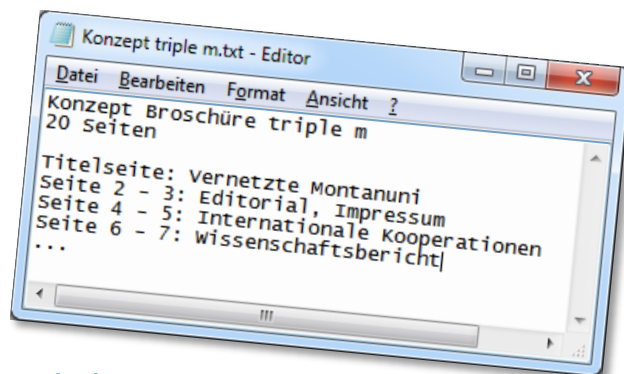 Konzept triple m.txt - Editor
Datei Bearbeiten Format Ansicht ?
Konzept Broschüre triple m
20 Seiten
Titelseite: Vernetzte Montanuni
Seite 2 - 3: Editorial, Impressum
Seite 4 - 5: Internationale Kooperationen
Seite 6 - 7: Wissenschaftsbericht
...